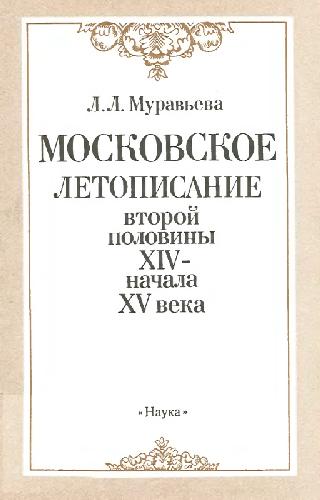 Л.Л. Муравьева
МОСКОВСКОЕ
ЛЕТОПИСАНИЕ
второй
половины
XIV-
начала
XV века
«Наука»